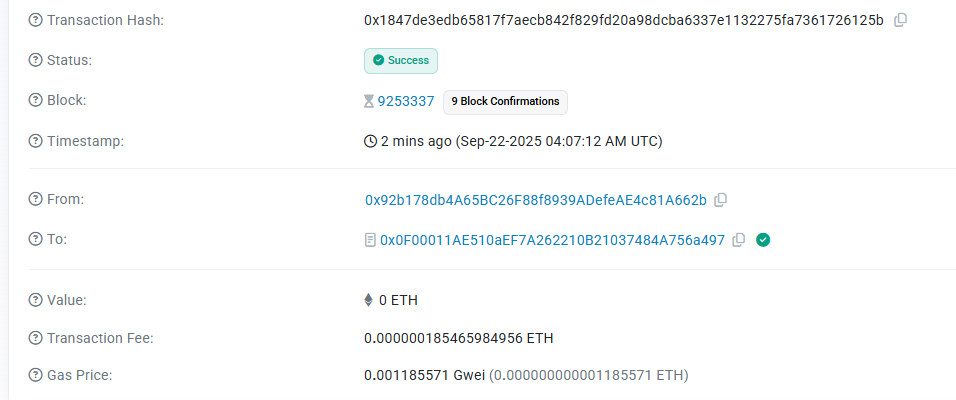 Transaction Hash: 0x1847de3edb65817f7aecb842f829fd20a98dcba6337e1132275fa7361726125b
Status: Success
Block: 9253337 9 Block Confirmations
Timestamp: 2 mins ago (Sep-22-2025 04:07:12 AM UTC)
From: 0x92b178db4A65BC26F88f8939ADefeAE4c81A662b
To: 0x0F00011AE510aEF7A262210B21037484A756a497
Value: 0 ETH
Transaction Fee: 0.000000185465984956 ETH
Gas Price: 0.001185571 Gwei (0.000000000001185571 ETH)